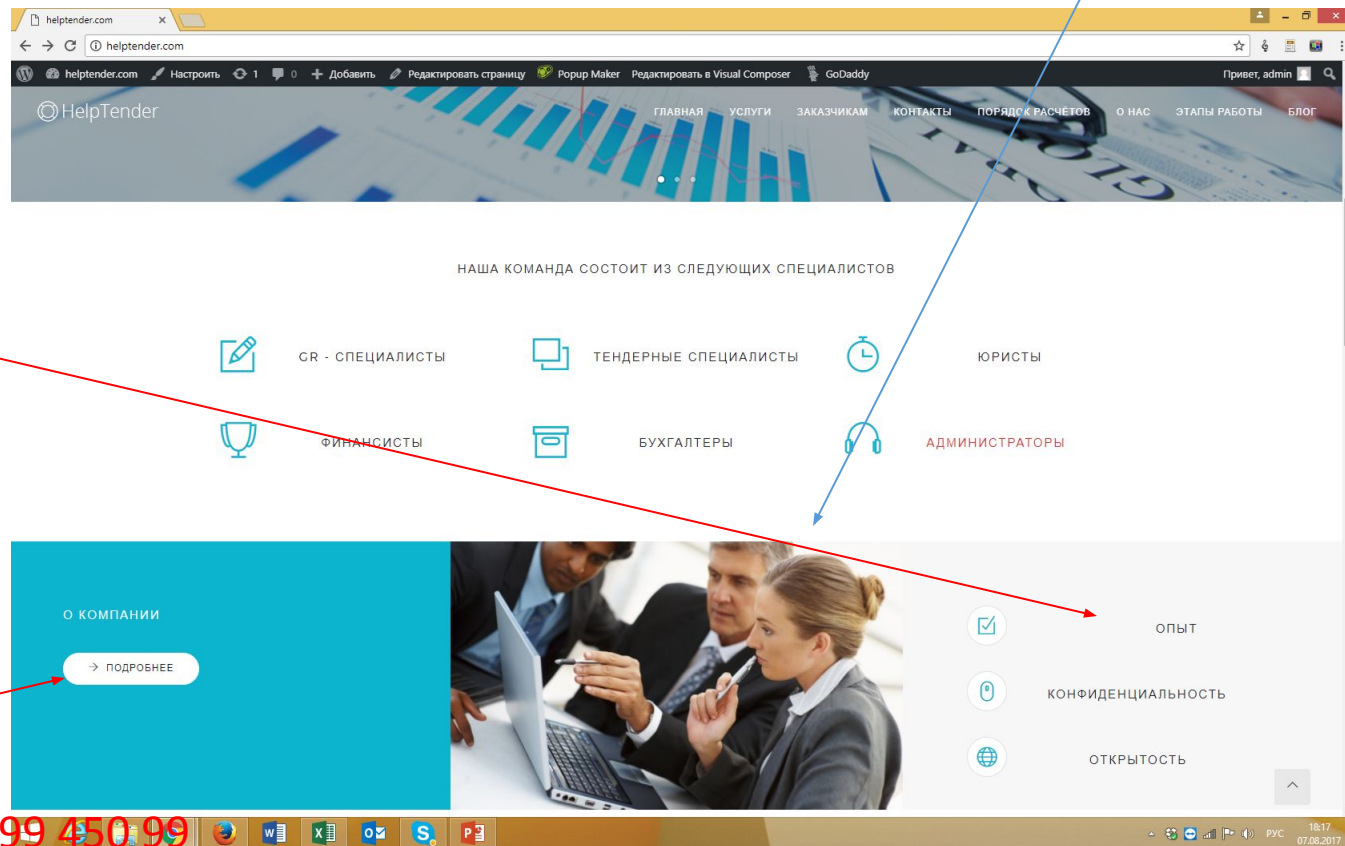 helptender.com
helptender.com
helptender.com Настроить 1 0 Добавить Редактировать страницу Popup Maker Редактировать в Visual Composer GoDaddy Привет, admin
HelpTender ГЛАВНАЯ УСЛУГИ ЗАКАЗЧИКАМ КОНТАКТЫ ПОРЯДОК РАСЧЁТОВ О НАС ЭТАПЫ РАБОТЫ БЛОГ
НАША КОМАНДА СОСТОИТ ИЗ СЛЕДУЮЩИХ СПЕЦИАЛИСТОВ
GR - СПЕЦИАЛИСТЫ ТЕНДЕРНЫЕ СПЕЦИАЛИСТЫ ЮРИСТЫ
ФИНАНСИСТЫ БУХГАЛТЕРЫ АДМИНИСТРАТОРЫ
О КОМПАНИИ
→ ПОДРОБНЕЕ
ОПЫТ
КОНФИДЕНЦИАЛЬНОСТЬ
ОТКРЫТОСТЬ
99 450 99
РУС 18:17
07.08.2017